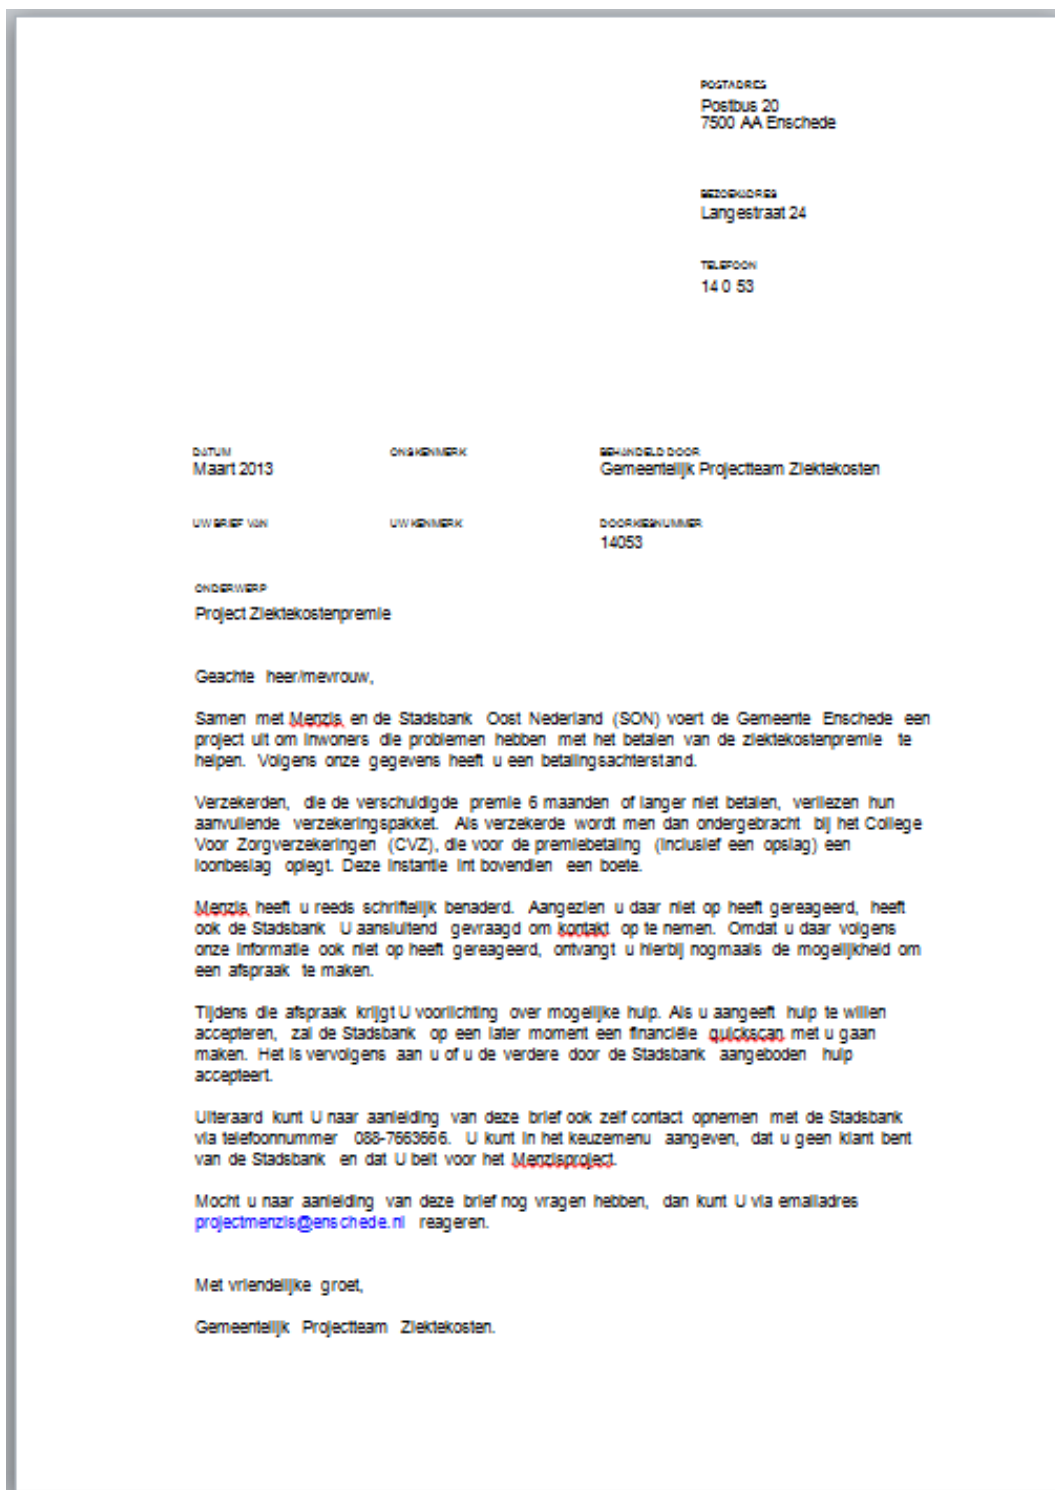 POSTADRES
Postbus 20
7500 AA Enschede
BEZOEKADRES
Langestraat 24
TELEFOON
14 0 53
DATUM ONS KENMERK BEHANDELD DOOR
Maart 2013 Gemeentelijk Projectteam Ziektekosten
UW BRIEF VAN UW KENMERK DOORKIESNUMMER
14053
ONDERWERP
Project Ziektekostenpremie
Geachte heer/mevrouw,
Samen met Menzis en de Stadsbank Oost Nederland (SON) voert de Gemeente Enschede een
project uit om inwoners die problemen hebben met het betalen van de ziektekostenpremie te
helpen. Volgens onze gegevens heeft u een betalingsachterstand.
Verzekerden, die de verschuldigde premie 6 maanden of langer niet betalen, verliezen hun
aanvullende verzekeringspakket. Als verzekerde wordt men dan ondergebracht bij het College
Voor Zorgverzekeringen (CVZ), die voor de premiebetaling (inclusief een opslag) een
loonbeslag oplegt. Deze instantie int bovendien een boete.
Menzis heeft u reeds schriftelijk benaderd. Aangezien u daar niet op heeft gereageerd, heeft
ook de Stadsbank U aansluitend gevraagd om kontakt op te nemen. Omdat u daar volgens
onze informatie ook niet op heeft gereageerd, ontvangt u hierbij nogmaals de mogelijkheid om
een afspraak te maken.
Tijdens die afspraak krijgt U voorlichting over mogelijke hulp. Als u aangeeft hulp te willen
accepteren, zal de Stadsbank op een later moment een financiële quickscan met u gaan
maken. Het is vervolgens aan u of u de verdere door de Stadsbank aangeboden hulp
accepteert.
Uiteraard kunt U naar aanleiding van deze brief ook zelf contact opnemen met de Stadsbank
via telefoonnummer 088-7663666. U kunt in het keuzemenu aangeven, dat u geen klant bent
van de Stadsbank en dat U belt voor het Menzisproject.
Mocht u naar aanleiding van deze brief nog vragen hebben, dan kunt U via emailadres
projectmenzis@enschede.nl reageren.
Met vriendelijke groet,
Gemeentelijk Projectteam Ziektekosten.